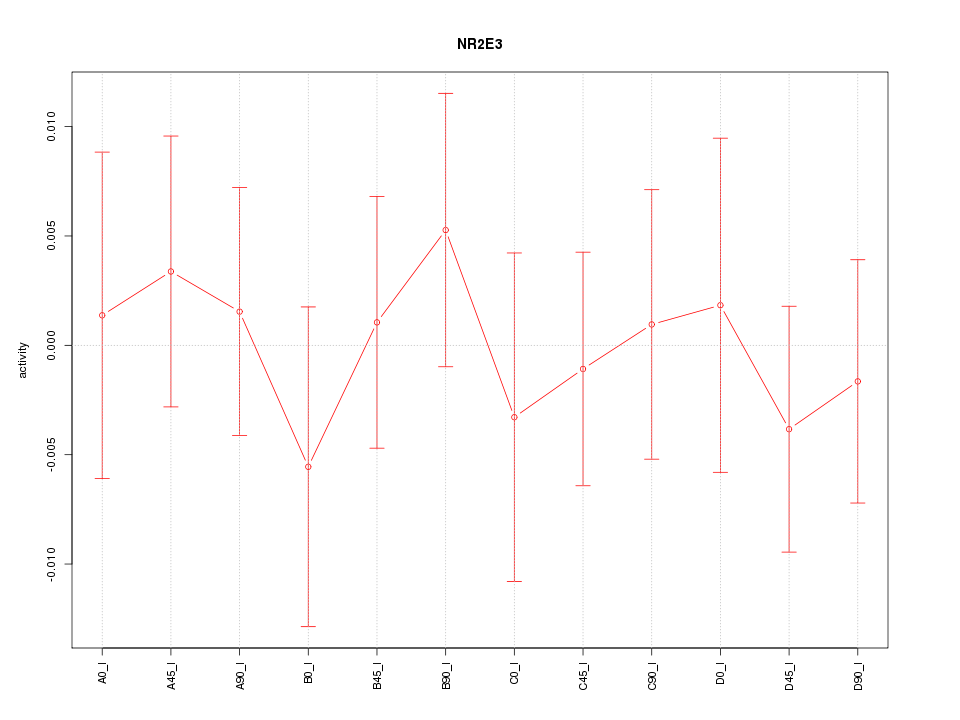 NR2E3
activity
0.010
0.005
0.000
-0.005
-0.010
A0_I
A45_I
A90_I
B0_I
B45_I
B90_I
C0_I
C45_I
C90_I
D0_I
D45_I
D90_I